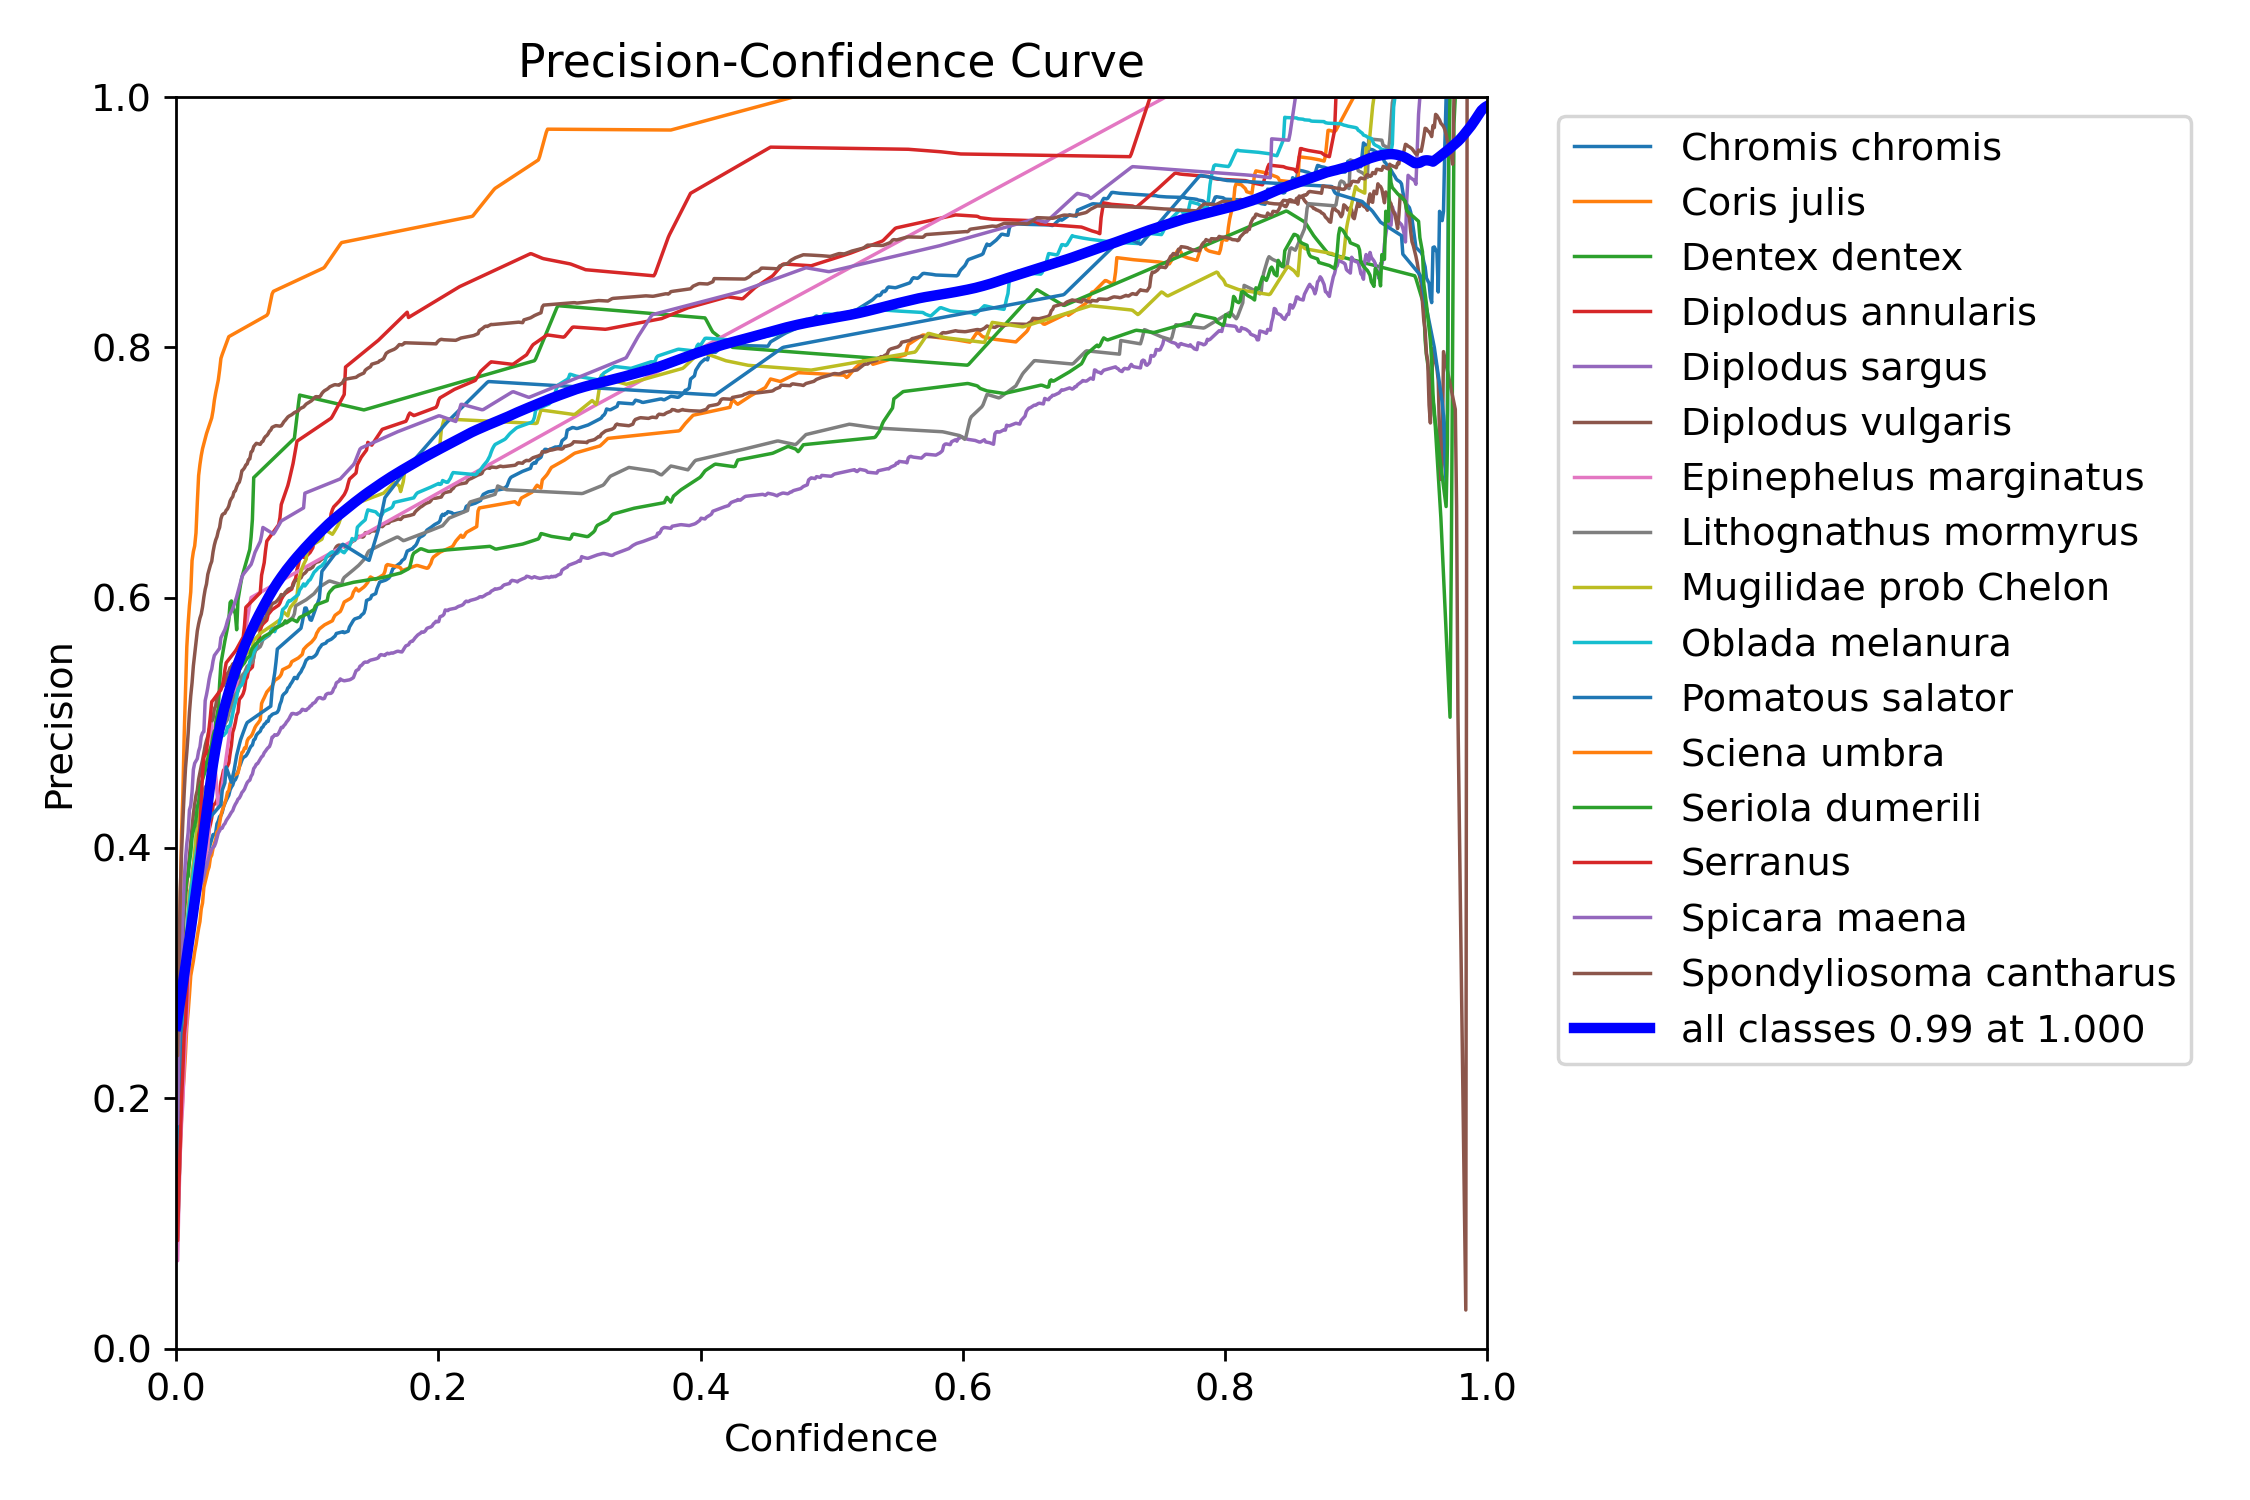 Precision-Confidence Curve
1.0
0.8
0.6
0.4
0.2
0.0
Precision
0.0 0.2 0.4 0.6 0.8 1.0
Confidence
Chromis chromis
Coris julis
Dentex dentex
Diplodus annularis
Diplodus sargus
Diplodus vulgaris
Epinephelus marginatus
Lithognathus mormyrus
Mugilidae prob Chelon
Oblada melanura
Pomatous salator
Sciena umbra
Seriola dumerili
Serranus
Spicara maena
Spondyliosoma cantharus
all classes 0.99 at 1.000